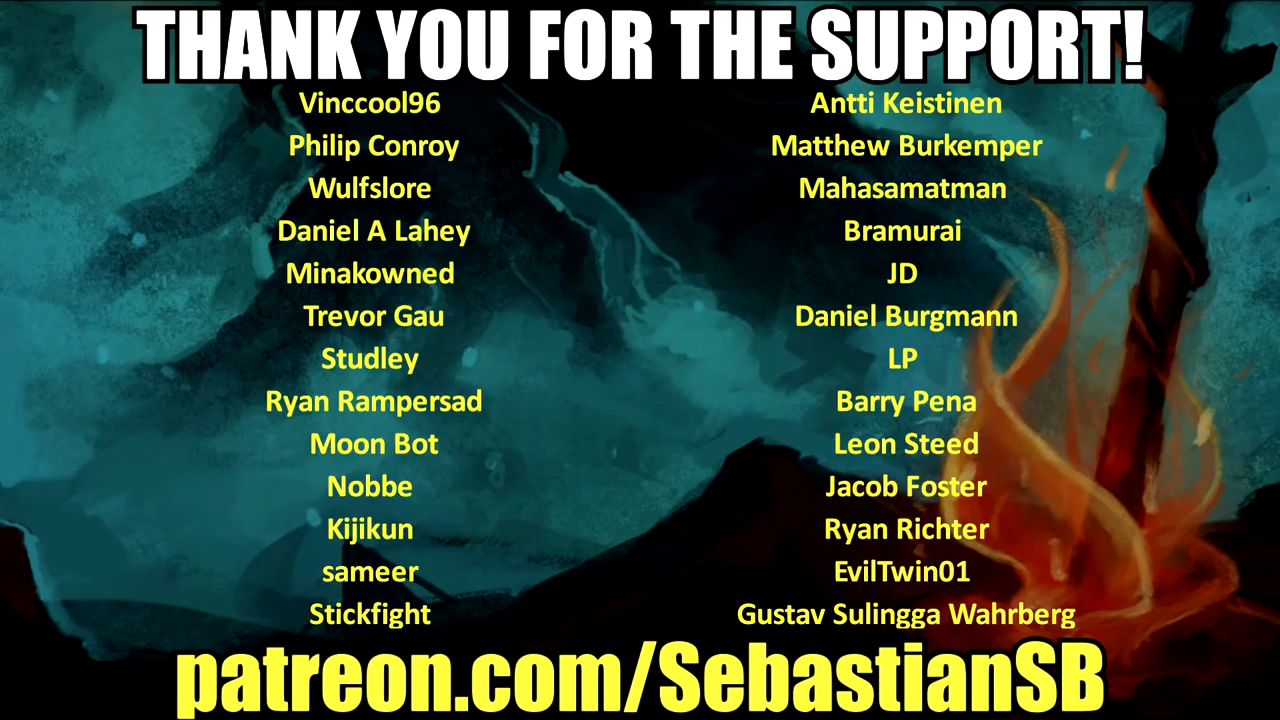 THANK YOU FOR THE SUPPORT!
Vinccool96
Philip Conroy
Wulfslore
Daniel A Lahey
Minakowned
Trevor Gau
Studley
Ryan Rampersad
Moon Bot
Nobbe
Kijikun
sameer
Stickfight
Antti Keistinen
Matthew Burkemper
Mahasamatman
Bramurai
JD
Daniel Burgmann
LP
Barry Pena
Leon Steed
Jacob Foster
Ryan Richter
EvilTwin01
Gustav Sulingga Wahrberg
patreon.com/SebastianSB